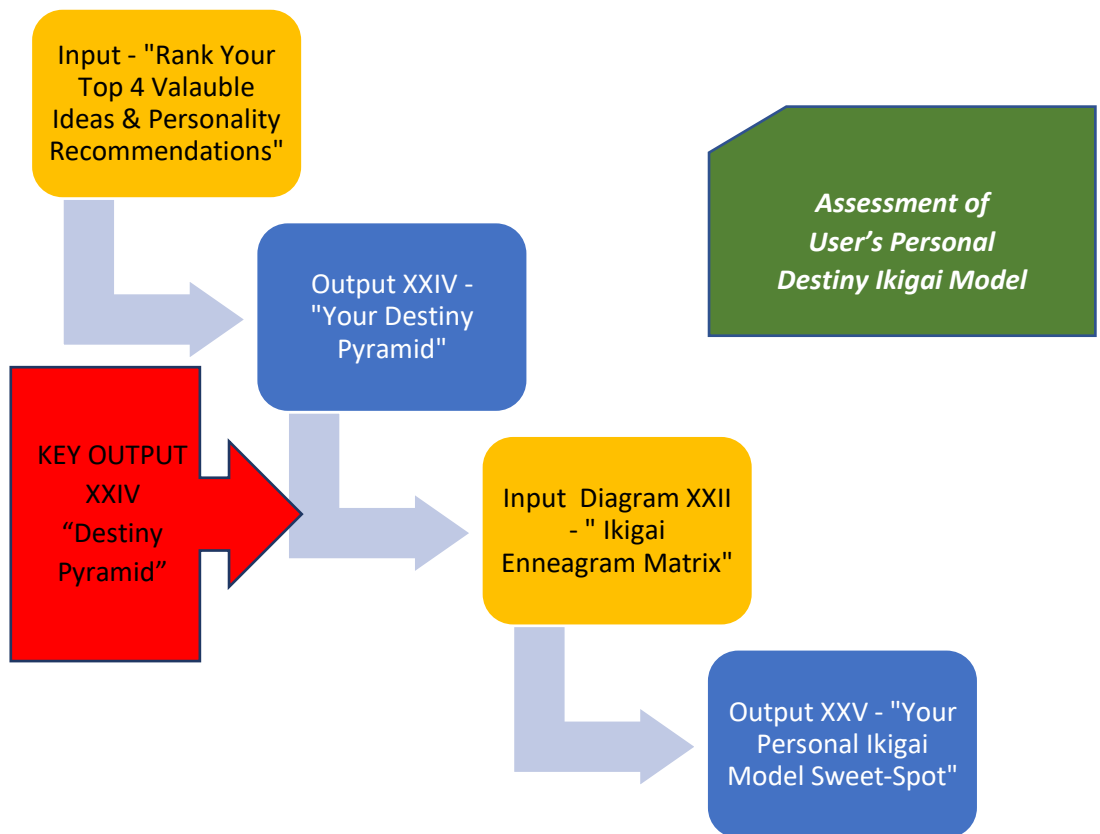 Input - "Rank Your
Top 4 Valauble
Ideas & Personality
Recommendations"
Assessment of
User’s Personal
Destiny Ikigai Model
Output XXIV -
"Your Destiny
Pyramid"
KEY OUTPUT
XXIV
“Destiny
Pyramid”
Input  Diagram XXII
- " Ikigai
Enneagram Matrix"
Output XXV - "Your
Personal Ikigai
Model Sweet-Spot"